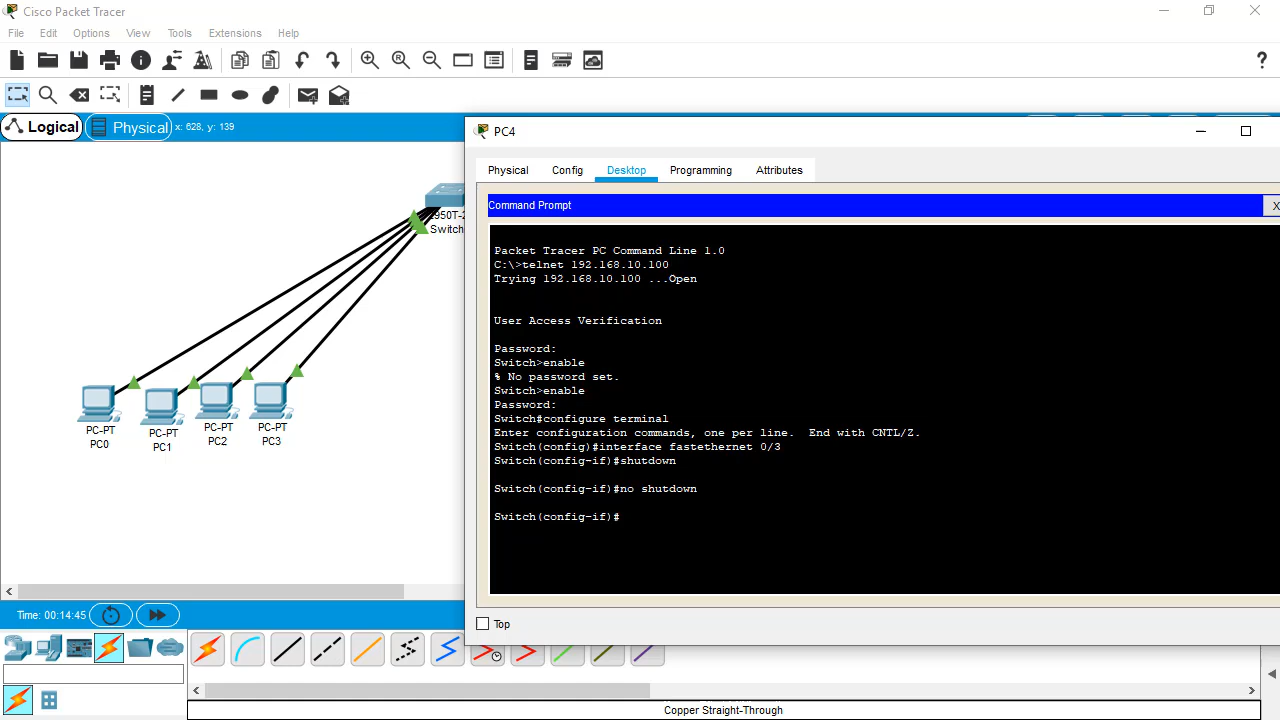 Cisco Packet Tracer
File Edit Options View Tools Extensions Help
Logical Physical x: 628, y: 139
PC4
Physical Config Desktop Programming Attributes
Command Prompt X
Packet Tracer PC Command Line 1.0
C:\>telnet 192.168.10.100
Trying 192.168.10.100 ...Open
User Access Verification
Password:
Switch>enable
% No password set.
Switch>enable
Password:
Switch#configure terminal
Enter configuration commands, one per line.  End with CNTL/Z.
Switch(config)#interface fastethernet 0/3
Switch(config-if)#shutdown
Switch(config-if)#no shutdown
Switch(config-if)#
Top
950T-2
Switch
PC-PT
PC0
PC-PT
PC1
PC-PT
PC2
PC-PT
PC3
Time: 00:14:45
Copper Straight-Through